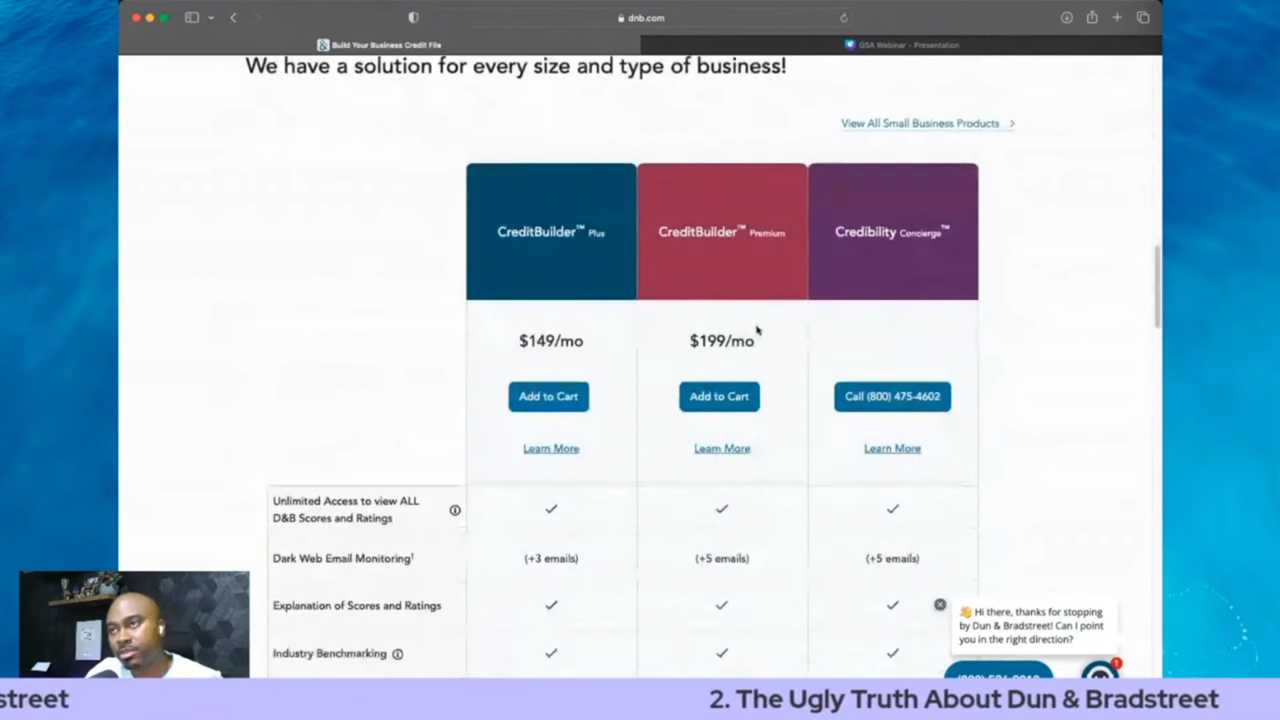 dnb.com
Build Your Business Credit File
GSA Webinar - Presentation
We have a solution for every size and type of business!
View All Small Business Products >
CreditBuilder™ Plus
CreditBuilder™ Premium
Credibility Concierge™
$149/mo
$199/mo
Add to Cart
Add to Cart
Call (800) 475-4602
Learn More
Learn More
Learn More
Unlimited Access to view ALL
D&B Scores and Ratings
Dark Web Email Monitoring†
(+3 emails)
(+5 emails)
(+5 emails)
Explanation of Scores and Ratings
Industry Benchmarking
👋 Hi there, thanks for stopping
by Dun & Bradstreet! Can I point
you in the right direction?
1
street
2. The Ugly Truth About Dun & Bradstreet